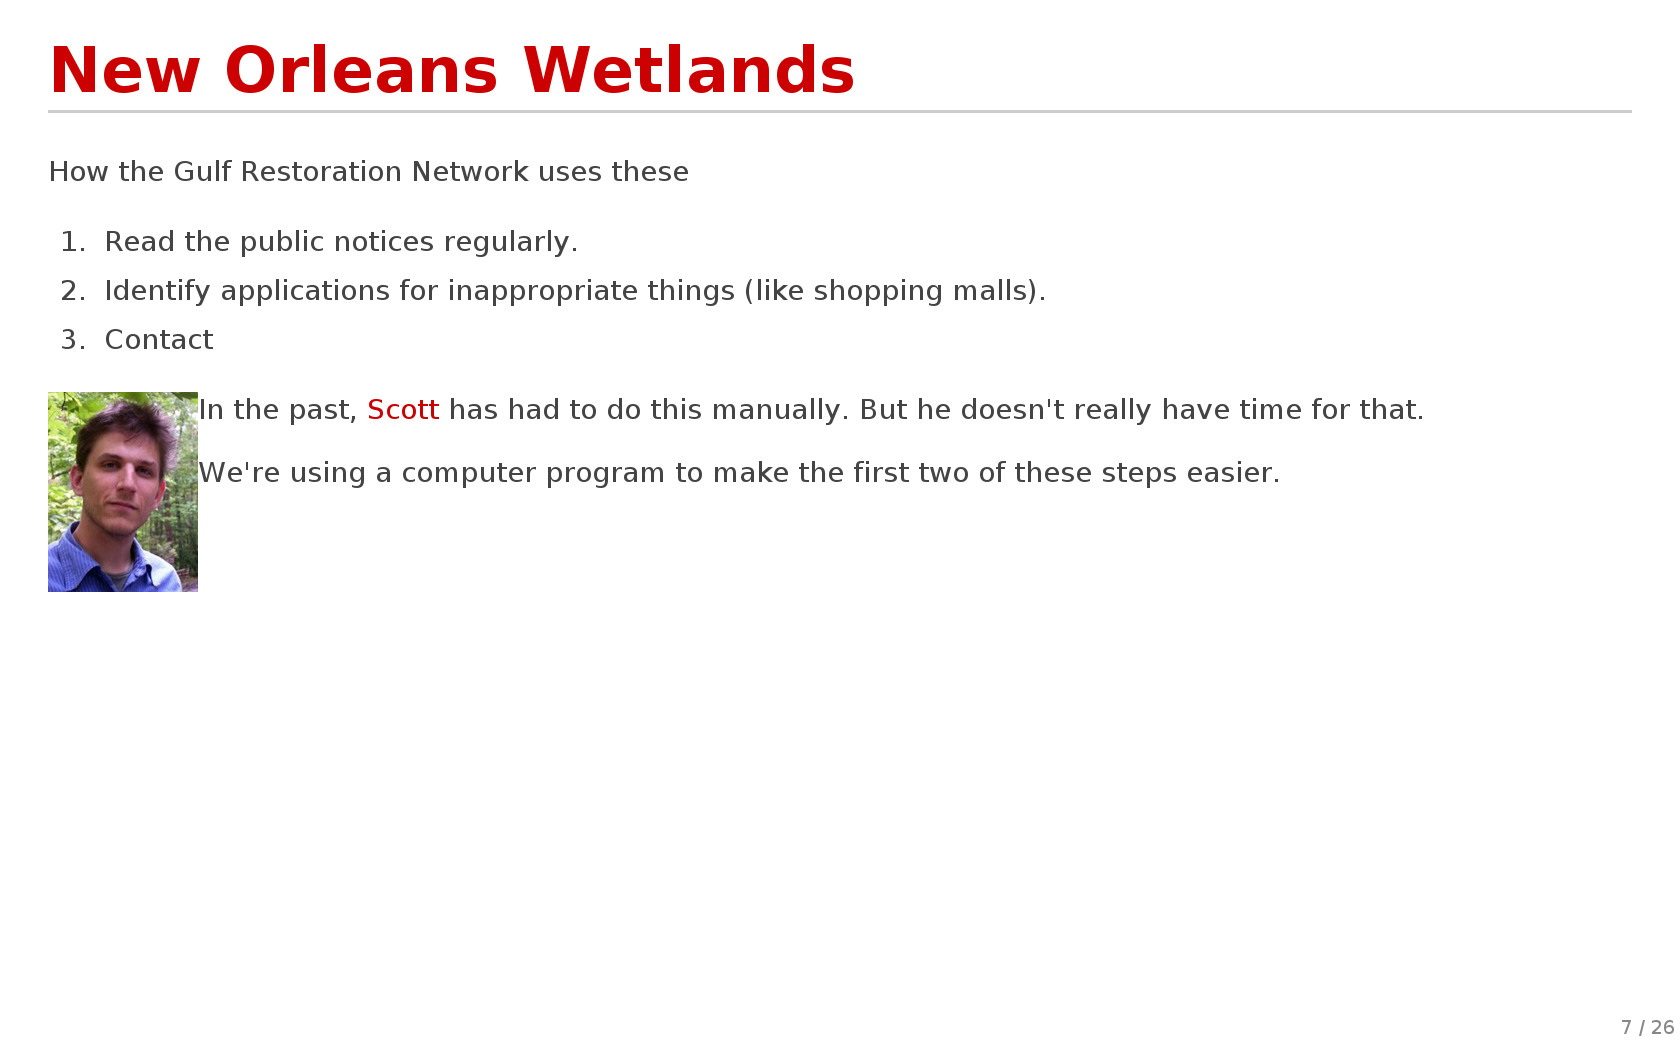 New Orleans Wetlands
How the Gulf Restoration Network uses these
1. Read the public notices regularly.
2. Identify applications for inappropriate things (like shopping malls).
3. Contact
In the past, Scott has had to do this manually. But he doesn't really have time for that.
We're using a computer program to make the first two of these steps easier.
7 / 26